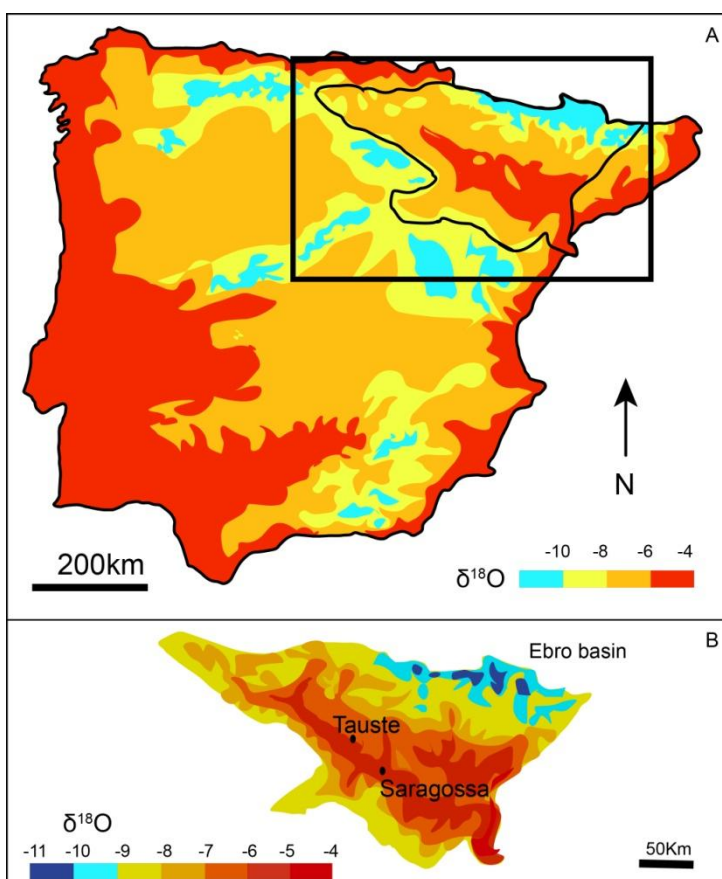 A
N
200km
-10 -8 -6 -4
δ¹⁸O
B
Ebro basin
Tauste
Saragossa
δ¹⁸O
-11 -10 -9 -8 -7 -6 -5 -4
50Km